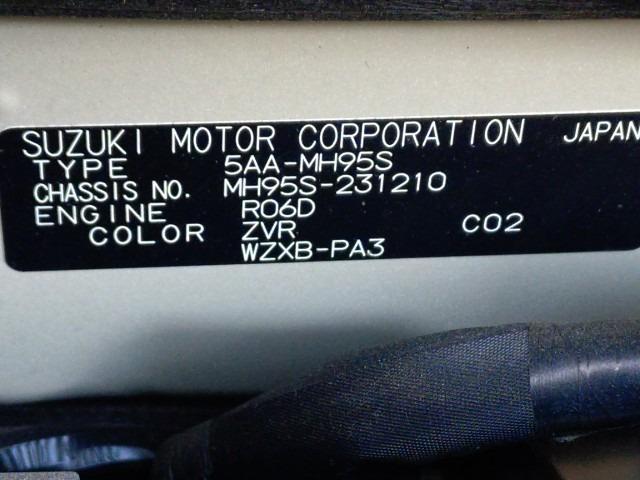 SUZUKI MOTOR CORPORATION JAPAN
TYPE 5AA-MH95S
CHASSIS NO. MH95S-231210
ENGINE R06D
COLOR ZVR C02
WZXB-PA3